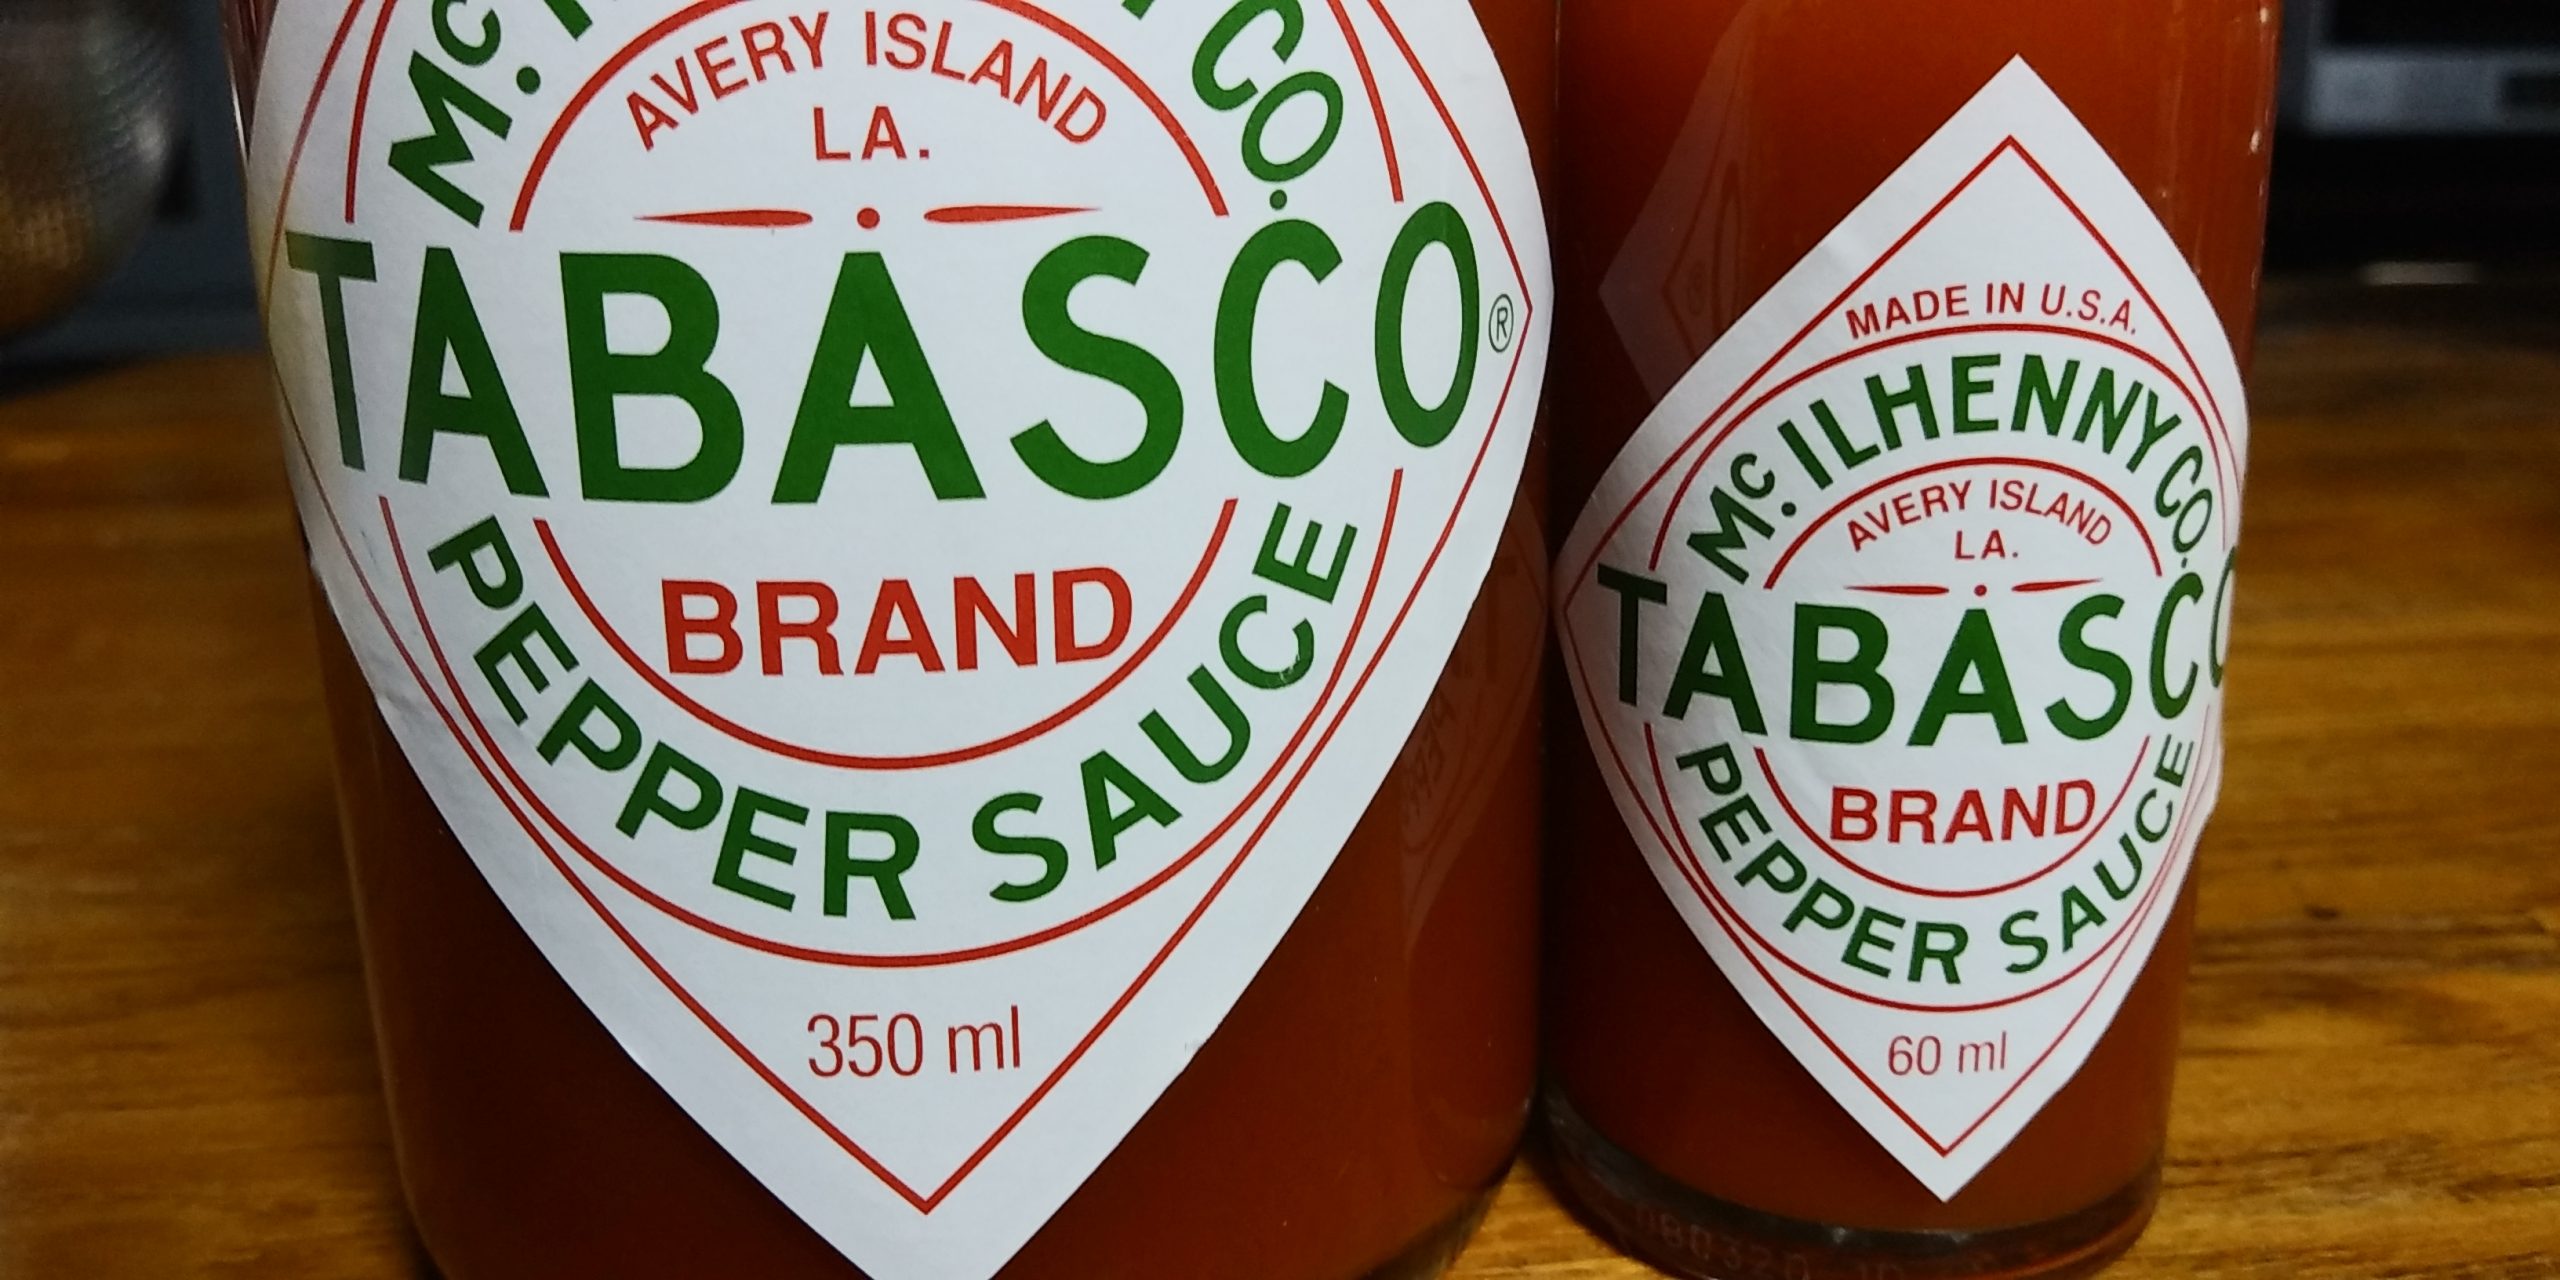 Mc.
Y CO.
AVERY ISLAND
LA.
TABASCO®
BRAND
PEPPER SAUCE
350 ml
MADE IN U.S.A.
Mc. ILHENNY CO.
AVERY ISLAND
LA.
TABASCO
BRAND
PEPPER SAUCE
60 ml